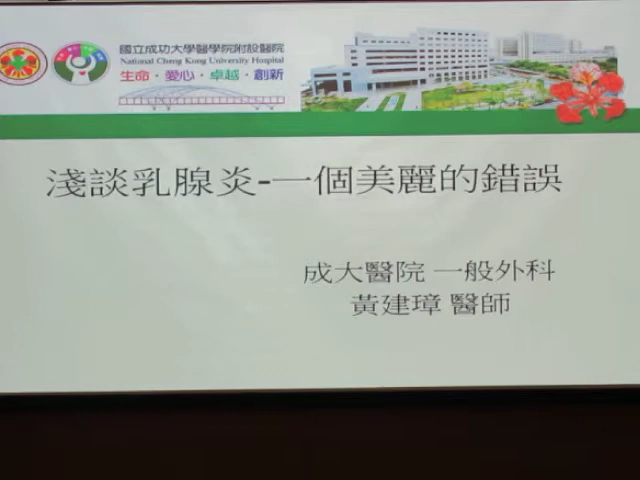 國立成功大學醫學院附設醫院
National Cheng Kung University Hospital
生命・愛心・卓越・創新
淺談乳腺炎-一個美麗的錯誤
成大醫院 一般外科
黃建璋 醫師